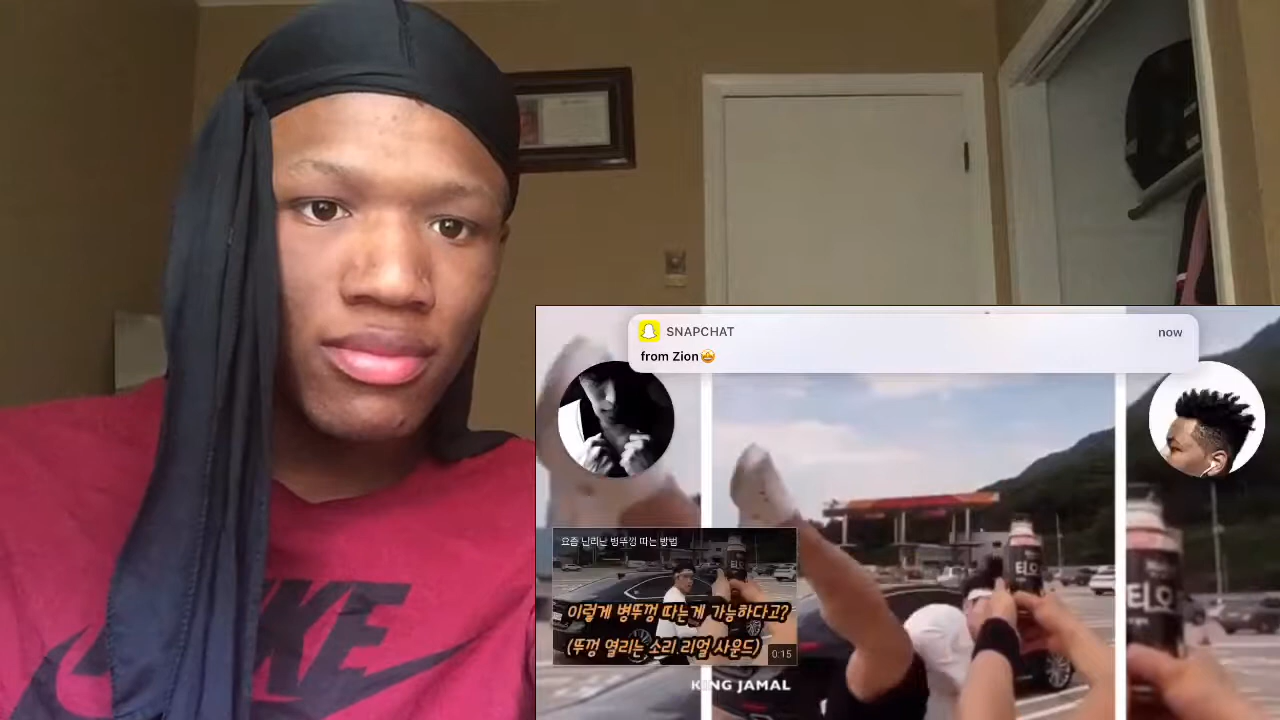 SNAPCHAT
now
from Zion🤩
요즘 난리난 병뚜껑 따는 방법
이렇게 병뚜껑 따는게 가능하다고?
(뚜껑 열리는 소리 리얼 사운드)
0:15
KING JAMAL
NIKE